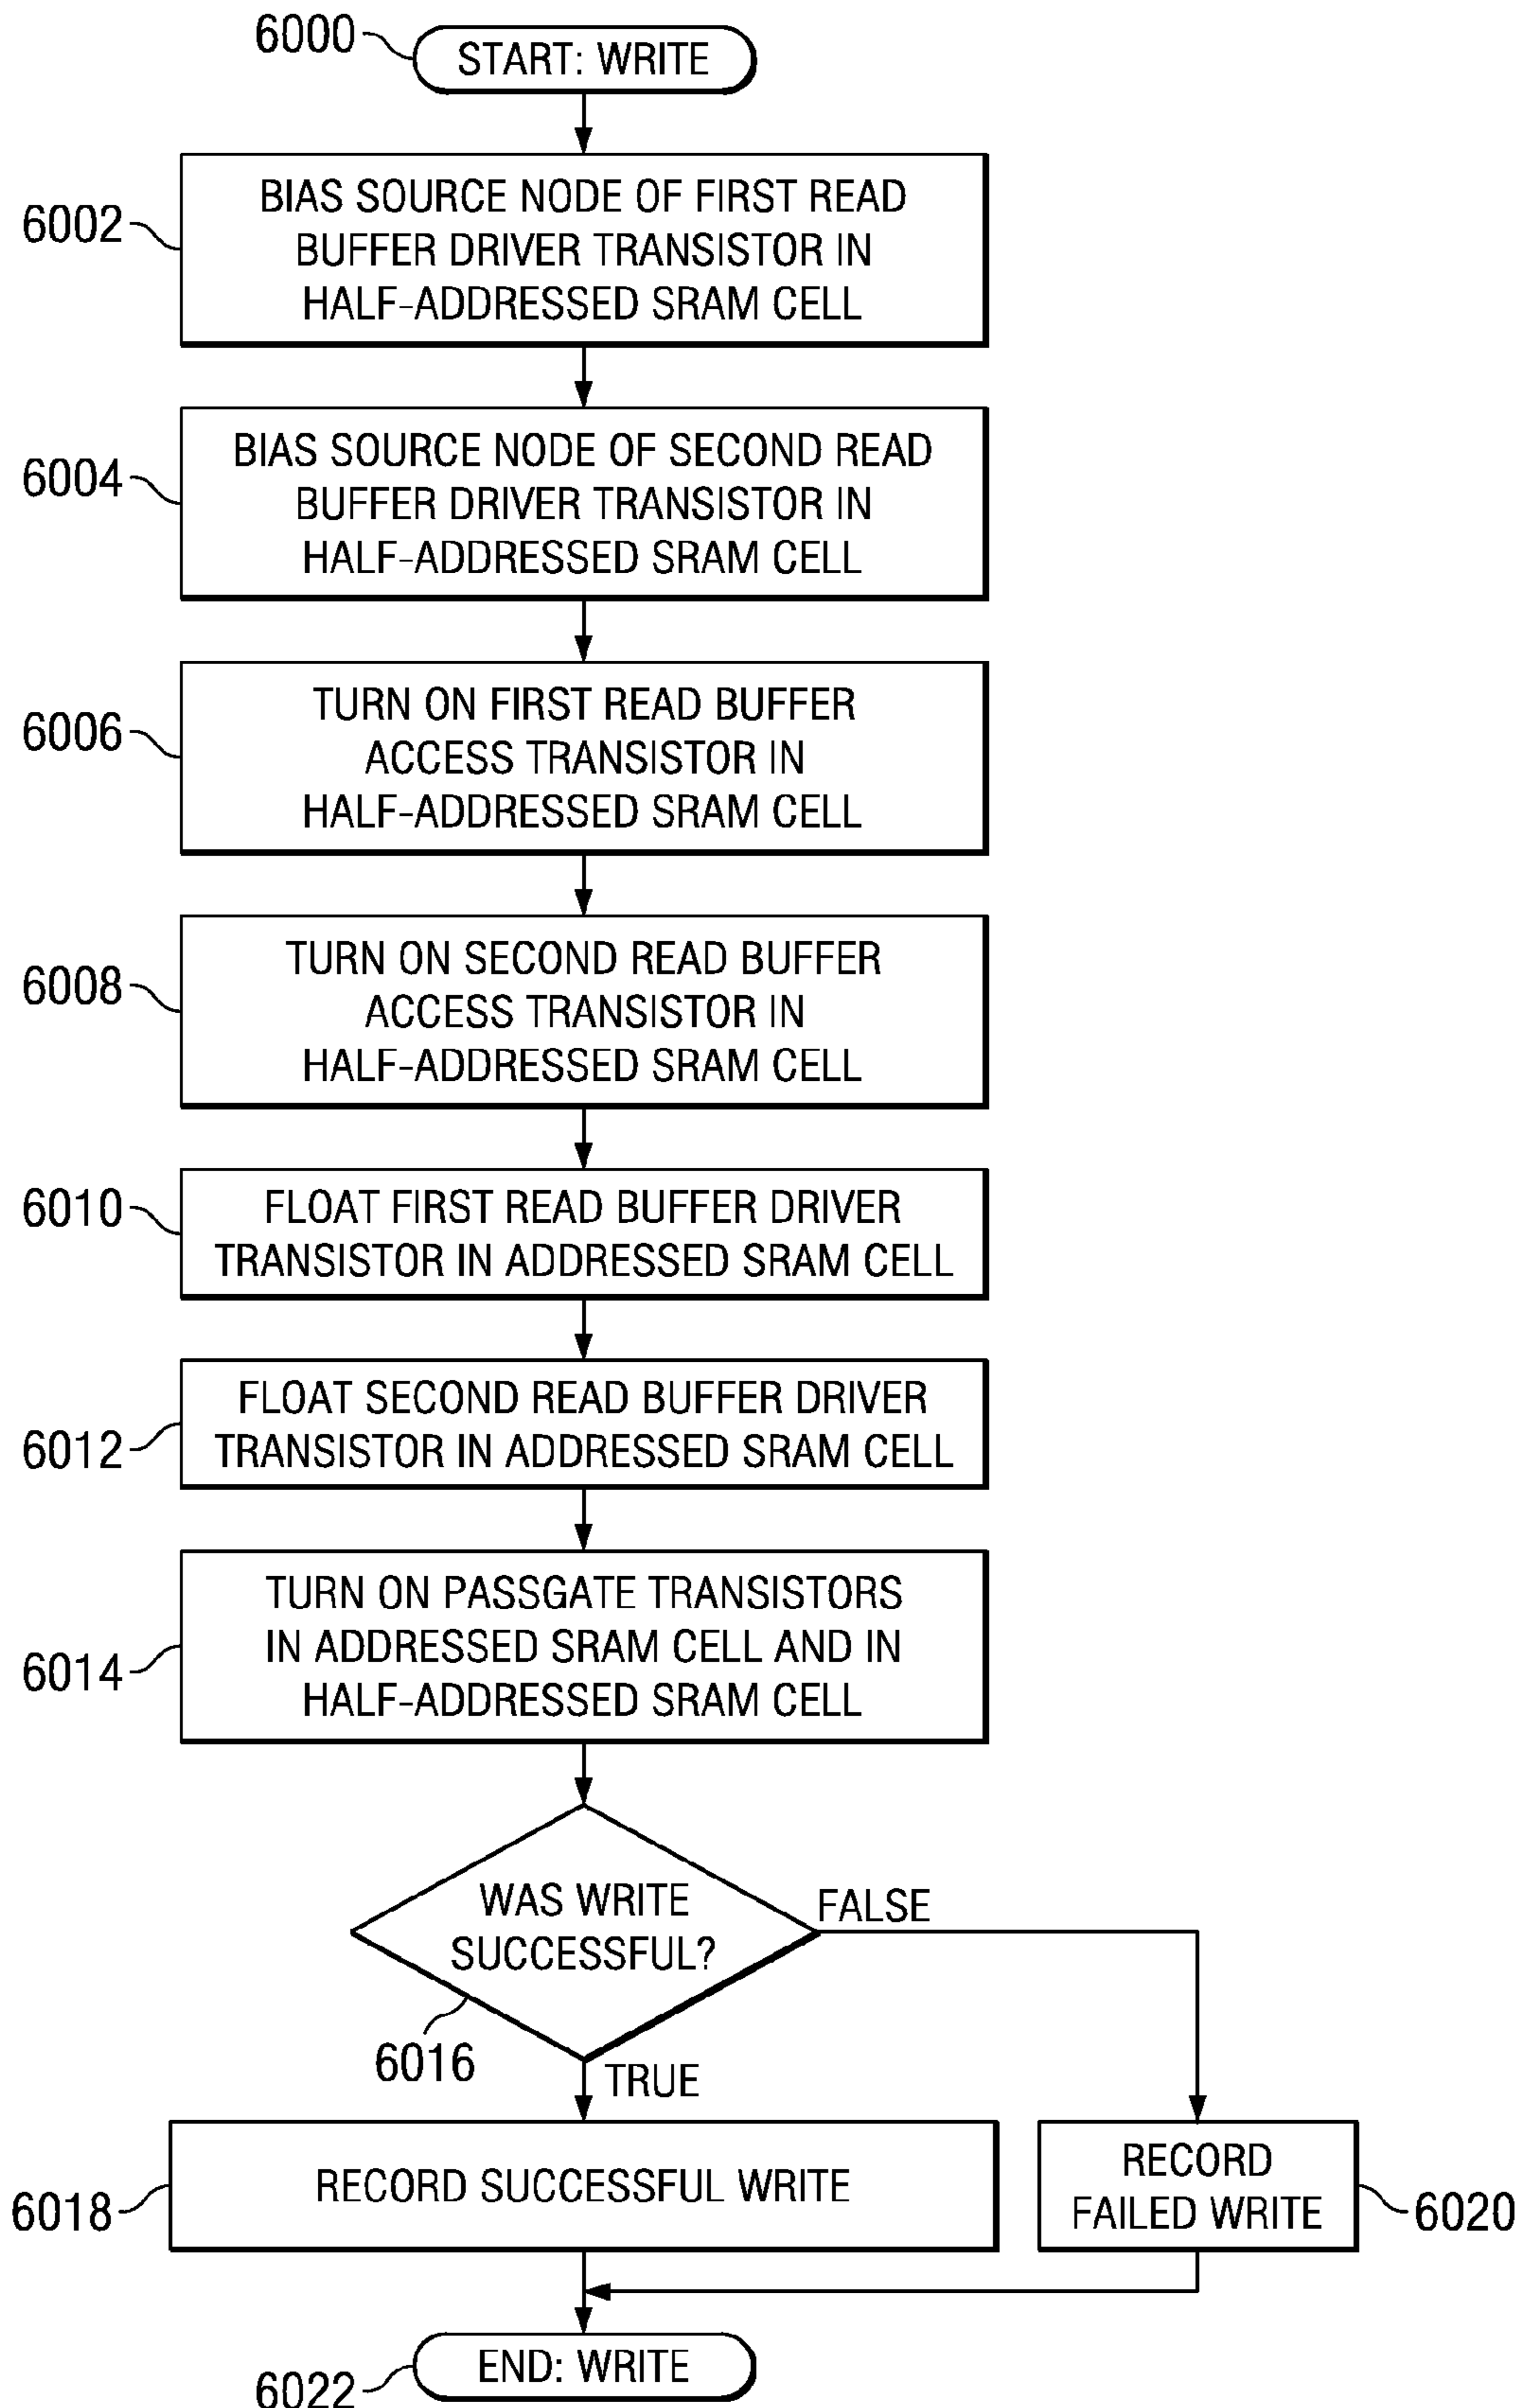 6000
START: WRITE
6002
BIAS SOURCE NODE OF FIRST READ
BUFFER DRIVER TRANSISTOR IN
HALF-ADDRESSED SRAM CELL
6004
BIAS SOURCE NODE OF SECOND READ
BUFFER DRIVER TRANSISTOR IN
HALF-ADDRESSED SRAM CELL
6006
TURN ON FIRST READ BUFFER
ACCESS TRANSISTOR IN
HALF-ADDRESSED SRAM CELL
6008
TURN ON SECOND READ BUFFER
ACCESS TRANSISTOR IN
HALF-ADDRESSED SRAM CELL
6010
FLOAT FIRST READ BUFFER DRIVER
TRANSISTOR IN ADDRESSED SRAM CELL
6012
FLOAT SECOND READ BUFFER DRIVER
TRANSISTOR IN ADDRESSED SRAM CELL
6014
TURN ON PASSGATE TRANSISTORS
IN ADDRESSED SRAM CELL AND IN
HALF-ADDRESSED SRAM CELL
WAS WRITE
SUCCESSFUL?
FALSE
6016
TRUE
6018
RECORD SUCCESSFUL WRITE
RECORD
FAILED WRITE
6020
END: WRITE
6022